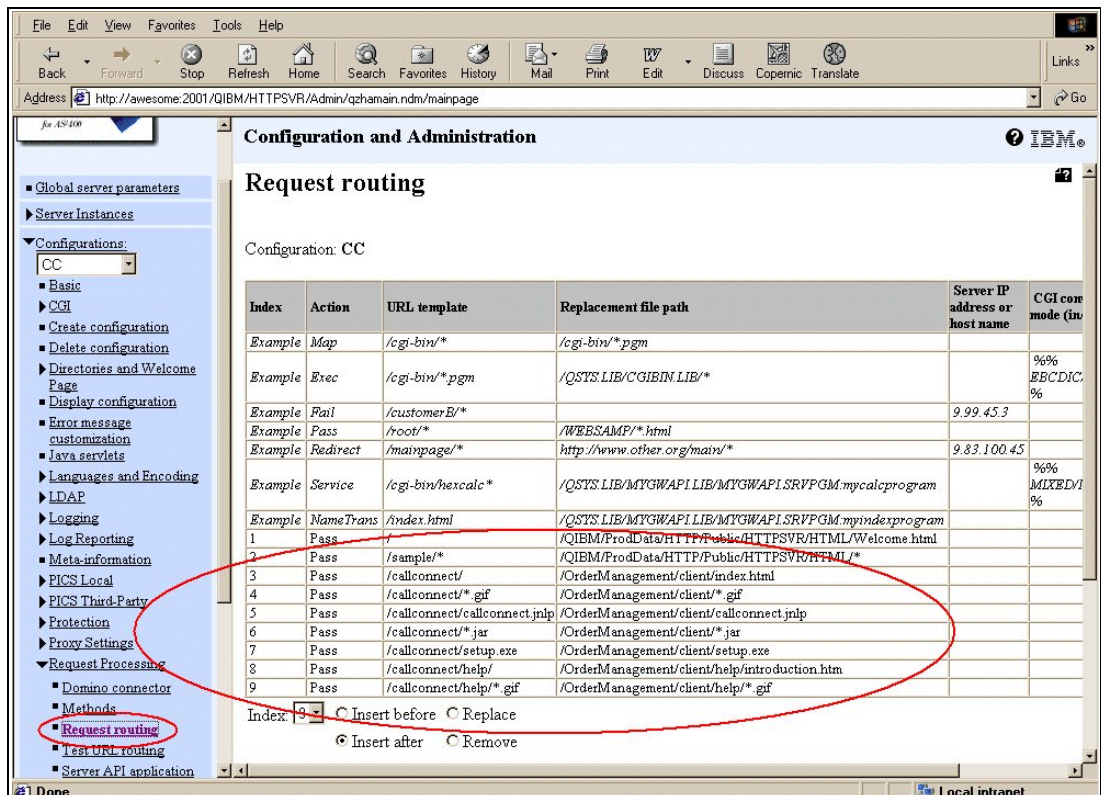 File Edit View Favorites Tools Help
Back Forward Stop Refresh Home Search Favorites History Mail Print Edit Discuss Copernic Translate Links »
Address http://awesome:2001/QIBM/HTTPSVR/Admin/qzhamain.ndm/mainpage Go
for AS/400
Configuration and Administration
IBM®
Global server parameters
Server Instances
Configurations:
CC
Basic
CGI
Create configuration
Delete configuration
Directories and Welcome
Page
Display configuration
Error message
customization
Java servlets
Languages and Encoding
LDAP
Logging
Log Reporting
Meta-information
PICS Local
PICS Third-Party
Protection
Proxy Settings
Request Processing
Domino connector
Methods
Request routing
Test URL routing
Server API application
Request routing
Configuration: CC
Index Action URL template Replacement file path Server IP address or host name CGI con mode (in
Example Map /cgi-bin/* /cgi-bin/*.pgm
Example Exec /cgi-bin/*.pgm /QSYS.LIB/CGIBIN.LIB/* %% EBCDIC %
Example Fail /customerB/* 9.99.45.3
Example Pass /root/* /WEBSAMP/*.html
Example Redirect /mainpage/* http://www.other.org/main/* 9.83.100.45
Example Service /cgi-bin/hexcalc* /QSYS.LIB/MYGWAPI.LIB/MYGWAPI.SRVPGM:mycalcprogram %% MIXED/ %
Example NameTrans /index.html /QSYS.LIB/MYGWAPI.LIB/MYGWAPI.SRVPGM:myindexprogram
1 Pass / /QIBM/ProdData/HTTP/Public/HTTPSVR/HTML/Welcome.html
2 Pass /sample/* /QIBM/ProdData/HTTP/Public/HTTPSVR/HTML/*
3 Pass /callconnect/ /OrderManagement/client/index.html
4 Pass /callconnect/*.gif /OrderManagement/client/*.gif
5 Pass /callconnect/callconnect.jnlp /OrderManagement/client/callconnect.jnlp
6 Pass /callconnect/*.jar /OrderManagement/client/*.jar
7 Pass /callconnect/setup.exe /OrderManagement/client/setup.exe
8 Pass /callconnect/help/ /OrderManagement/client/help/introduction.htm
9 Pass /callconnect/help/*.gif /OrderManagement/client/help/*.gif
Index: 9 Insert before Replace
Insert after Remove
Done Local intranet